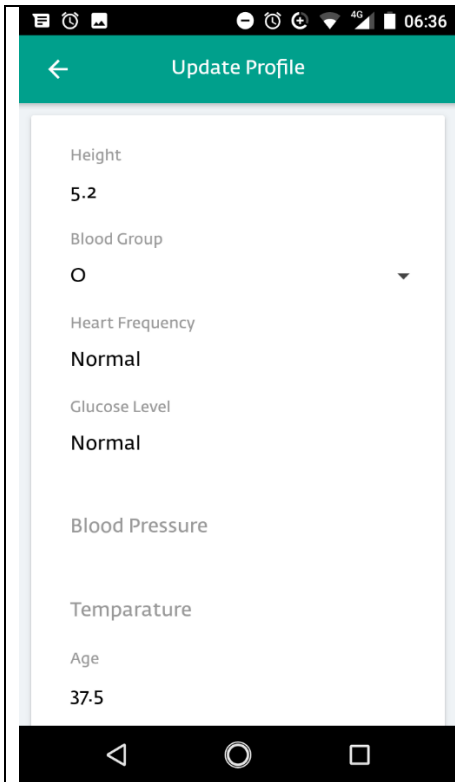 4G 06:36
Update Profile
Height
5.2
Blood Group
O
Heart Frequency
Normal
Glucose Level
Normal
Blood Pressure
Temparature
Age
37.5